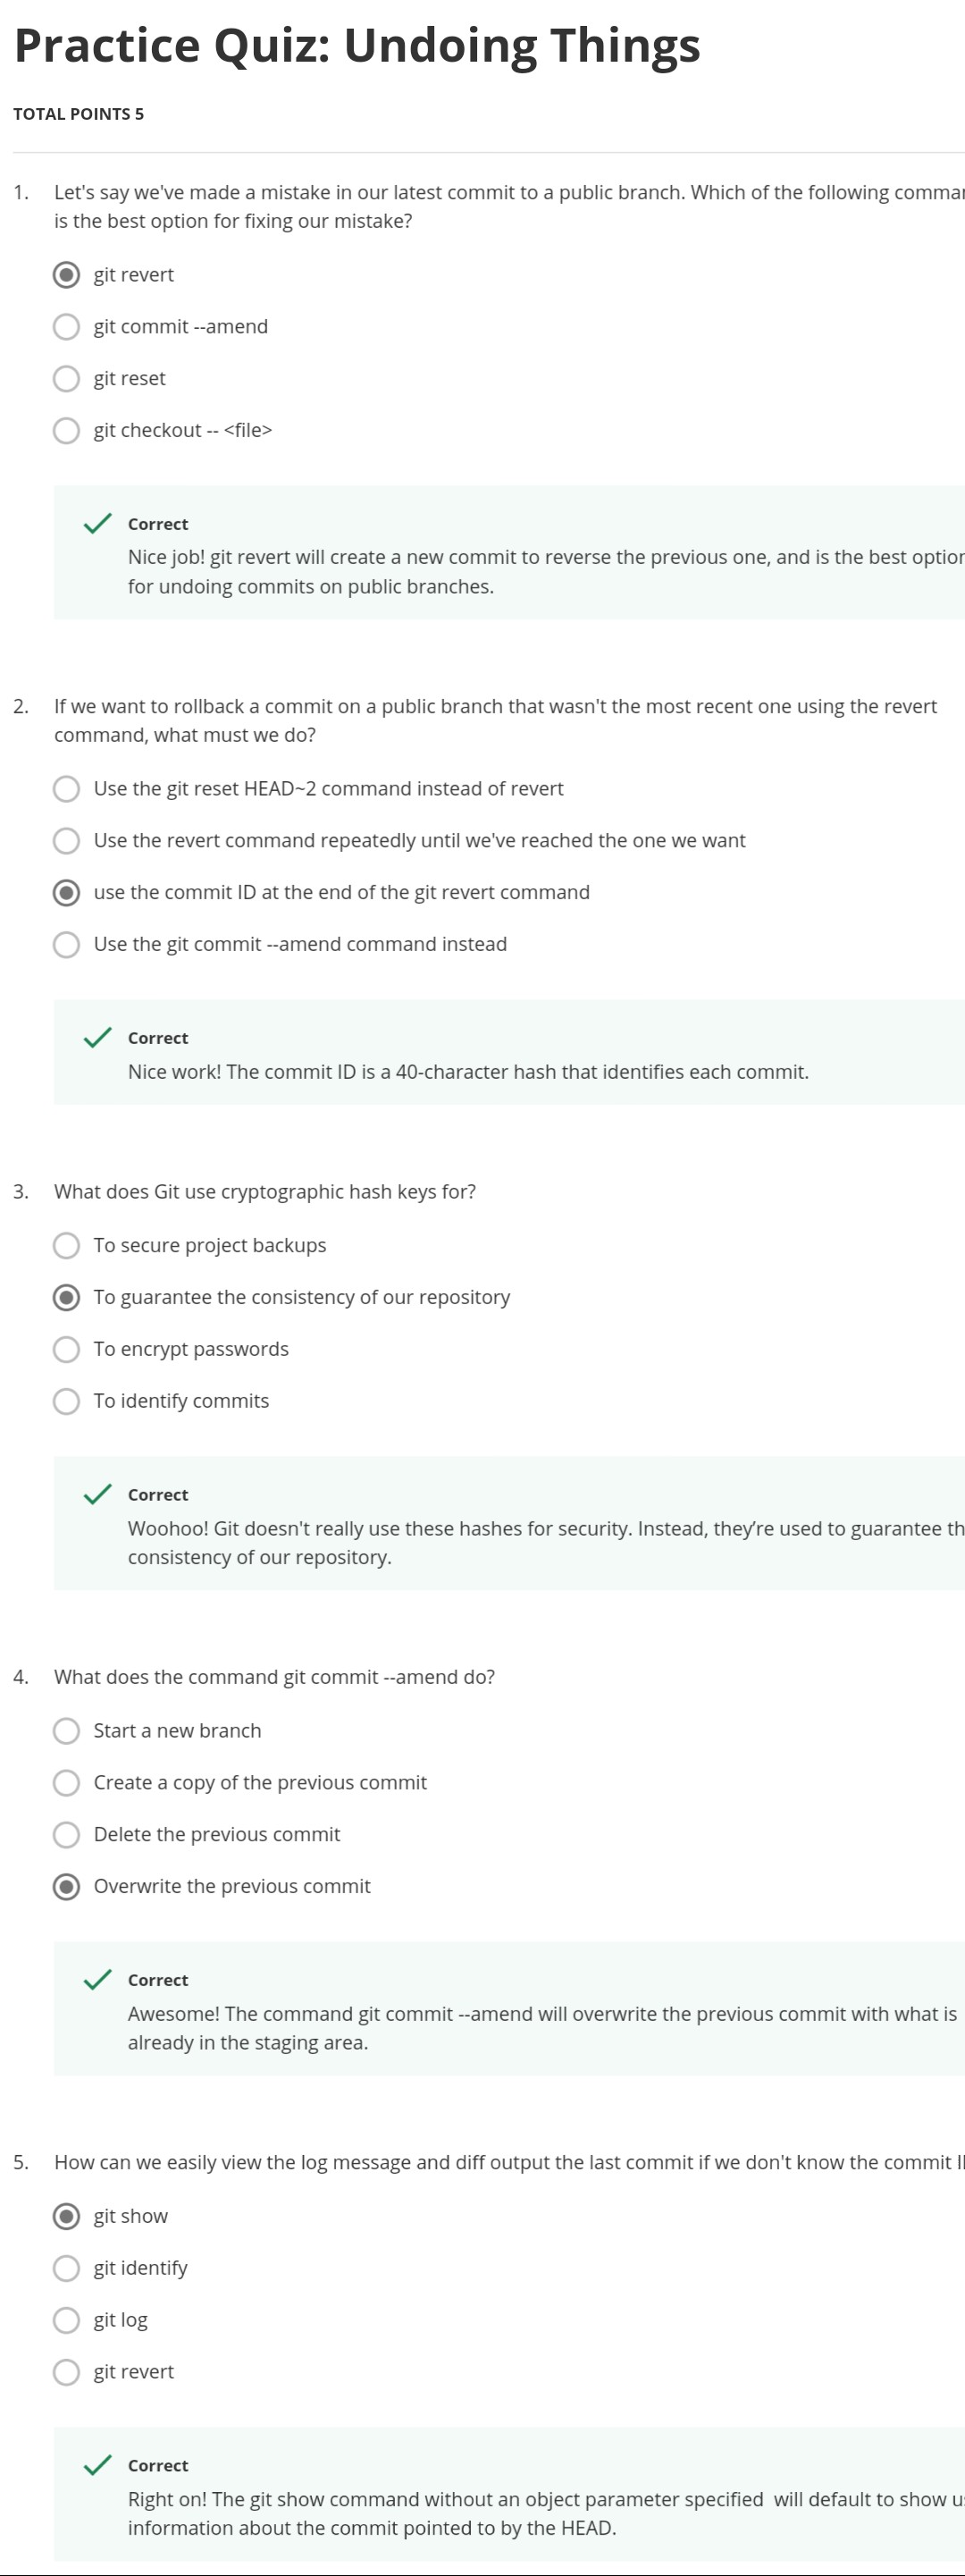 Practice Quiz: Undoing Things
TOTAL POINTS 5
1. Let's say we've made a mistake in our latest commit to a public branch. Which of the following
is the best option for fixing our mistake?
git revert
git commit --amend
git reset
git checkout -- <file>
Correct
Nice job! git revert will create a new commit to reverse the previous one, and is the best option
for undoing commits on public branches.
2. If we want to rollback a commit on a public branch that wasn't the most recent one using the revert
command, what must we do?
Use the git reset HEAD~2 command instead of revert
Use the revert command repeatedly until we've reached the one we want
use the commit ID at the end of the git revert command
Use the git commit --amend command instead
Correct
Nice work! The commit ID is a 40-character hash that identifies each commit.
3. What does Git use cryptographic hash keys for?
To secure project backups
To guarantee the consistency of our repository
To encrypt passwords
To identify commits
Correct
Woohoo! Git doesn't really use these hashes for security. Instead, they’re used to guarantee
consistency of our repository.
4. What does the command git commit --amend do?
Start a new branch
Create a copy of the previous commit
Delete the previous commit
Overwrite the previous commit
Correct
Awesome! The command git commit --amend will overwrite the previous commit with what is
already in the staging area.
5. How can we easily view the log message and diff output the last commit if we don't know the commit
git show
git identify
git log
git revert
Correct
Right on! The git show command without an object parameter specified will default to show
information about the commit pointed to by the HEAD.